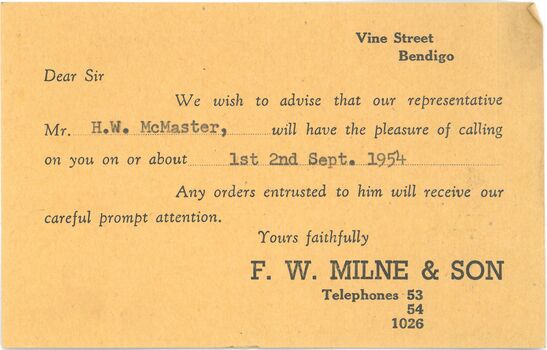 Vine Street
Bendigo
Dear Sir
We wish to advise that our representative
Mr. H.W. McMaster, will have the pleasure of calling
on you on or about 1st 2nd Sept. 1954
Any orders entrusted to him will receive our
careful prompt attention.
Yours faithfully
F. W. MILNE & SON
Telephones 53
54
1026